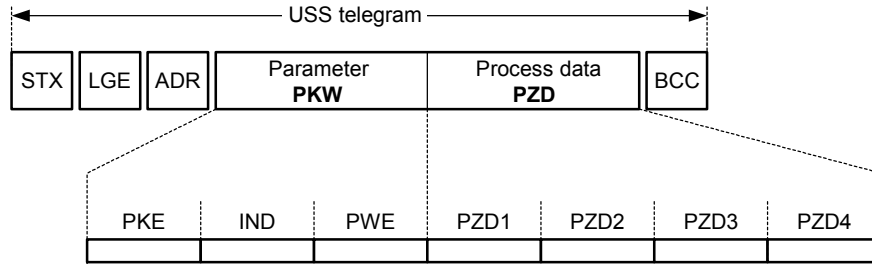 USS telegram
STX LGE ADR Parameter PKW Process data PZD BCC
PKE IND PWE PZD1 PZD2 PZD3 PZD4